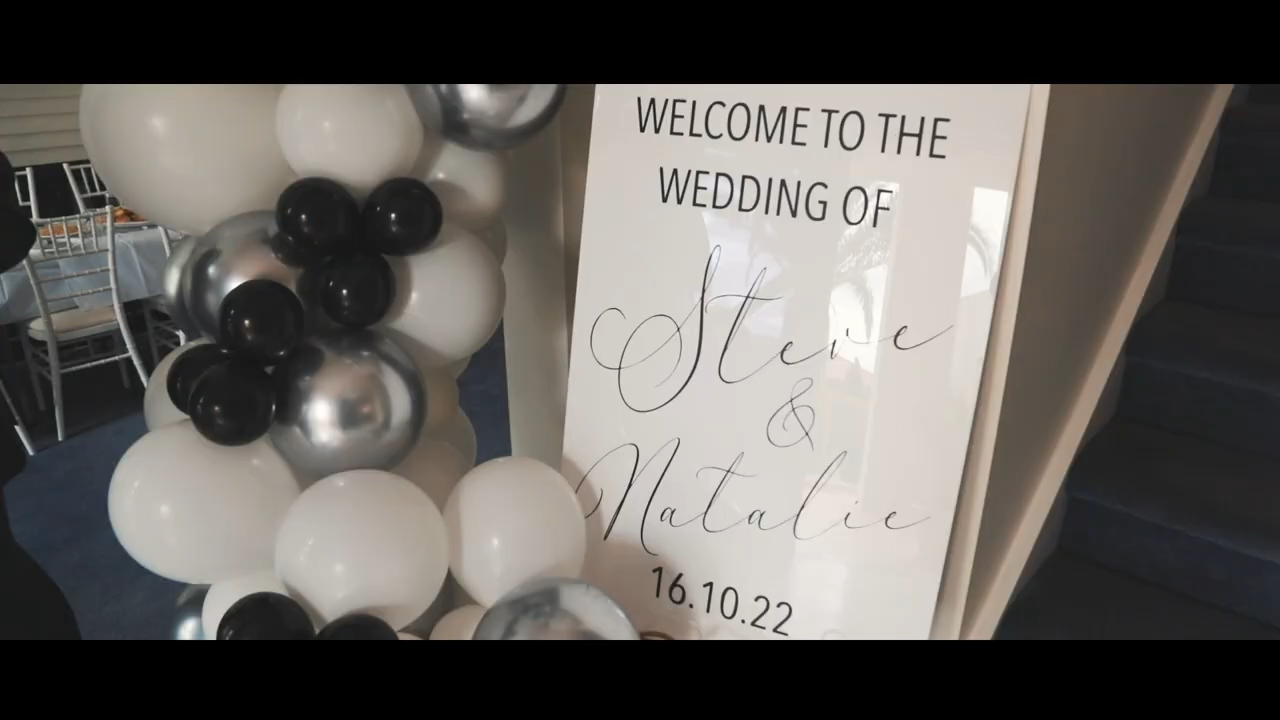 WELCOME TO THE
WEDDING OF
Steve
&
Natalie
16.10.22